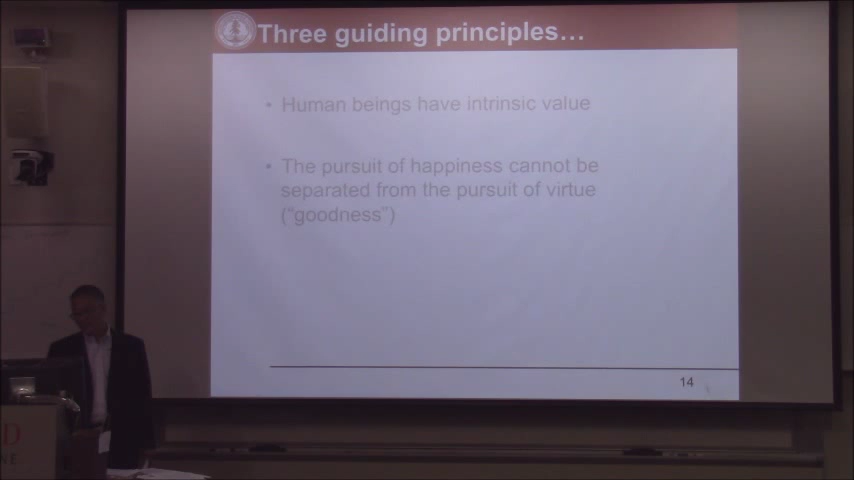 Three guiding principles…
• Human beings have intrinsic value
• The pursuit of happiness cannot be
separated from the pursuit of virtue
(“goodness”)
14
D
NE